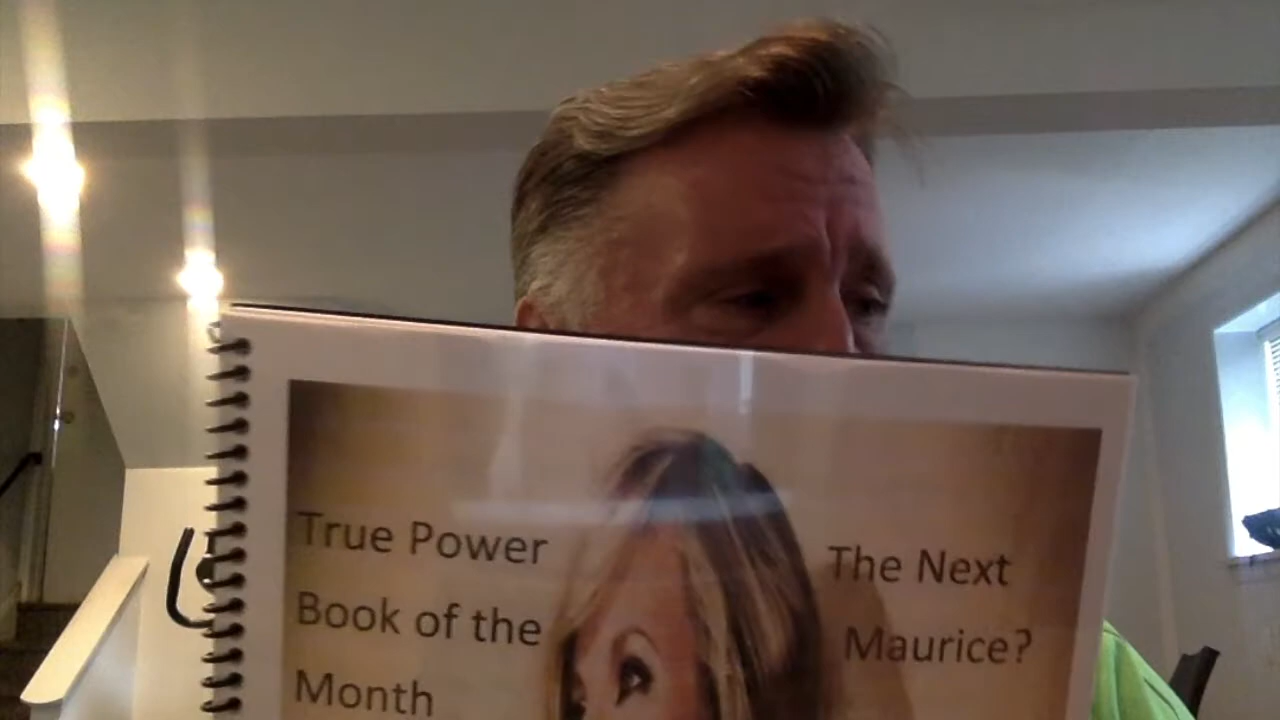 True Power
Book of the
Month
The Next
Maurice?